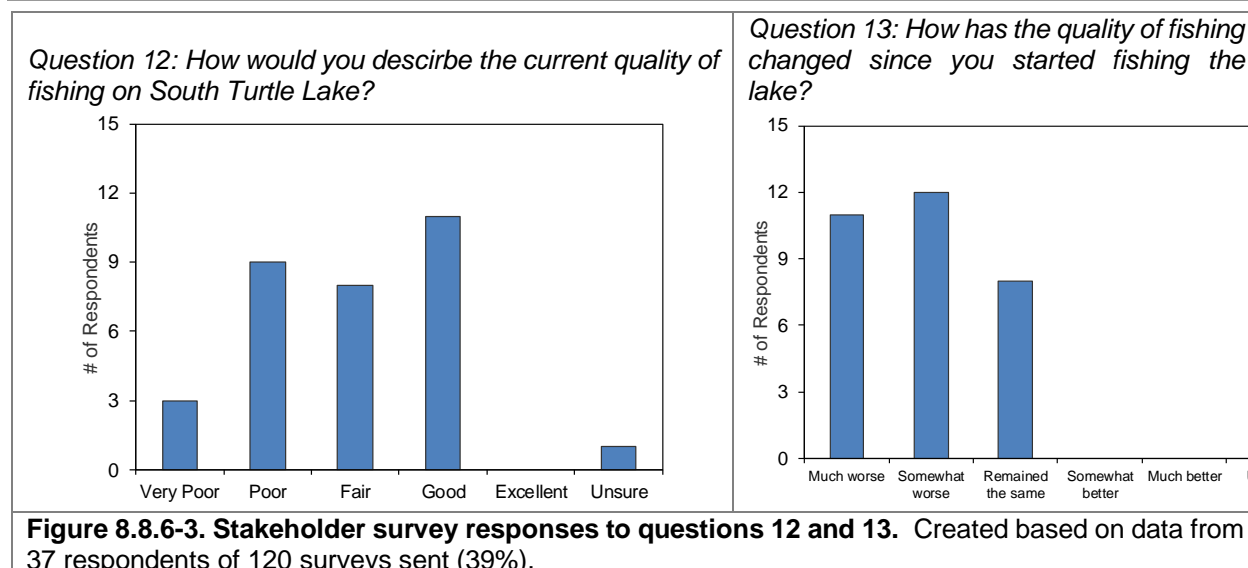 Question 12: How would you descirbe the current quality of
fishing on South Turtle Lake?
15
12
9
6
3
0
# of Respondents
Very Poor Poor Fair Good Excellent Unsure
Question 13: How has the quality of fishing
changed since you started fishing the
lake?
15
12
9
6
3
0
# of Respondents
Much worse Somewhat worse Remained the same Somewhat better Much better
Figure 8.8.6-3. Stakeholder survey responses to questions 12 and 13. Created based on data from
37 respondents of 120 surveys sent (39%).